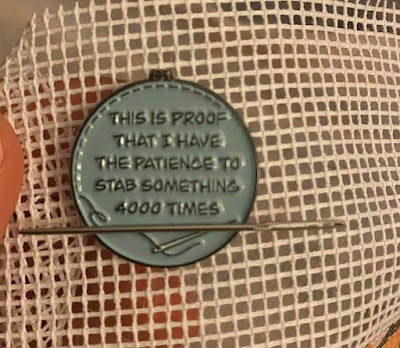 THIS IS PROOF
THAT I HAVE
THE PATIENCE TO
STAB SOMETHING
4000 TIMES